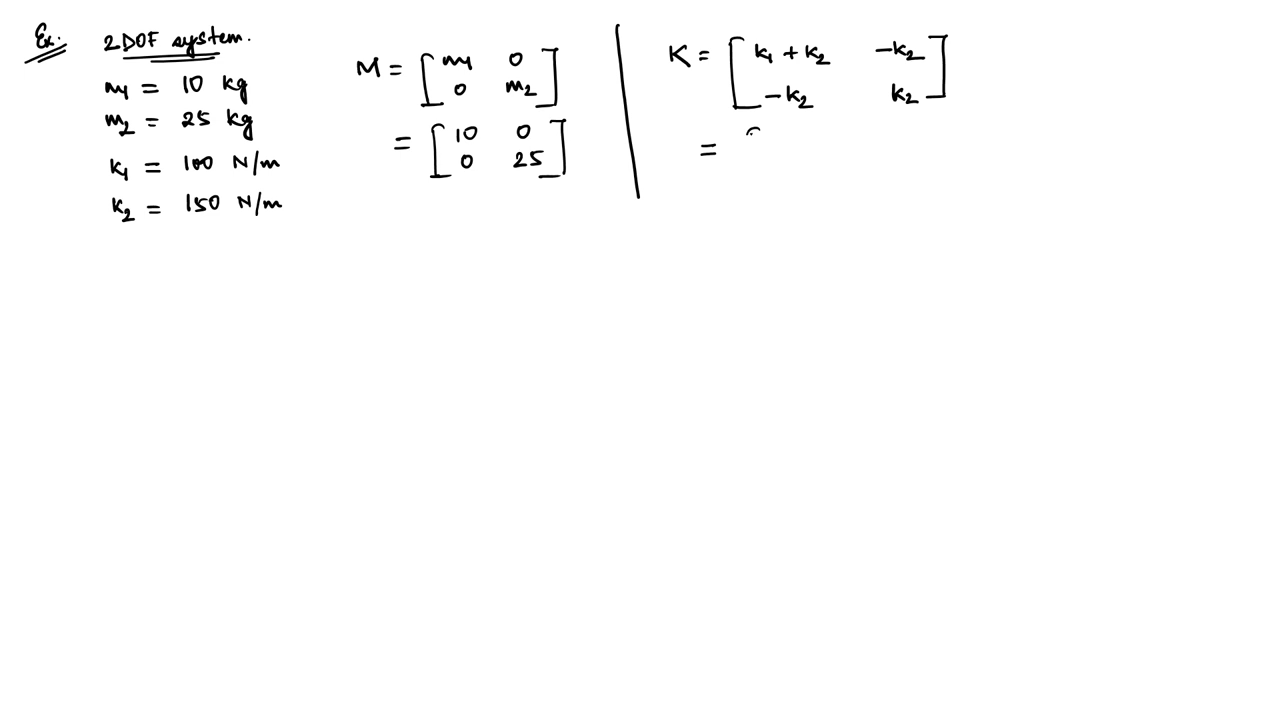 Ex. 2DOF system.
m1 = 10 kg
m2 = 25 kg
k1 = 100 N/m
k2 = 150 N/m
M = [ m1 0
0 m2 ]
= [ 10 0
0 25 ]
K = [ k1 + k2 -k2
-k2 k2 ]
=